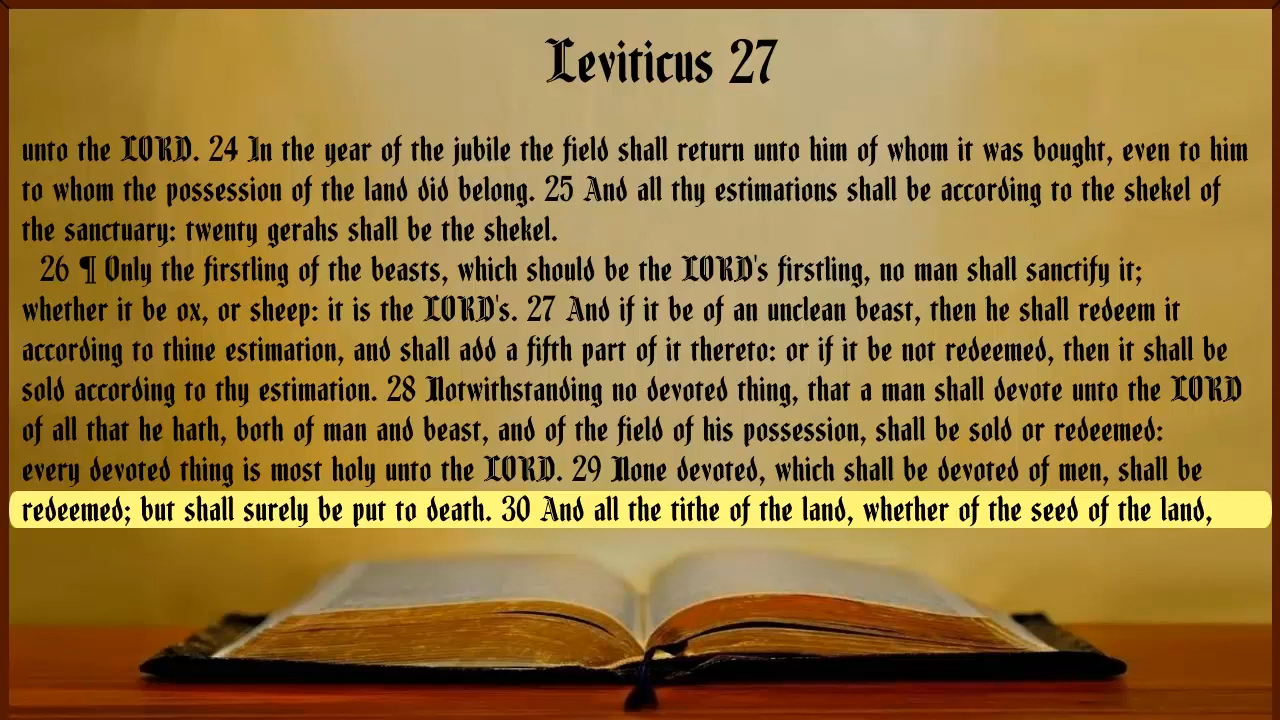 Leviticus 27
unto the LORD. 24 In the year of the jubile the field shall return unto him of whom it was bought, even to him
to whom the possession of the land did belong. 25 And all thy estimations shall be according to the shekel of
the sanctuary: twenty gerahs shall be the shekel.
26 ¶ Only the firstling of the beasts, which should be the LORD's firstling, no man shall sanctify it;
whether it be ox, or sheep: it is the LORD's. 27 And if it be of an unclean beast, then he shall redeem it
according to thine estimation, and shall add a fifth part of it thereto: or if it be not redeemed, then it shall be
sold according to thy estimation. 28 Notwithstanding no devoted thing, that a man shall devote unto the LORD
of all that he hath, both of man and beast, and of the field of his possession, shall be sold or redeemed:
every devoted thing is most holy unto the LORD. 29 None devoted, which shall be devoted of men, shall be
redeemed; but shall surely be put to death. 30 And all the tithe of the land, whether of the seed of the land,